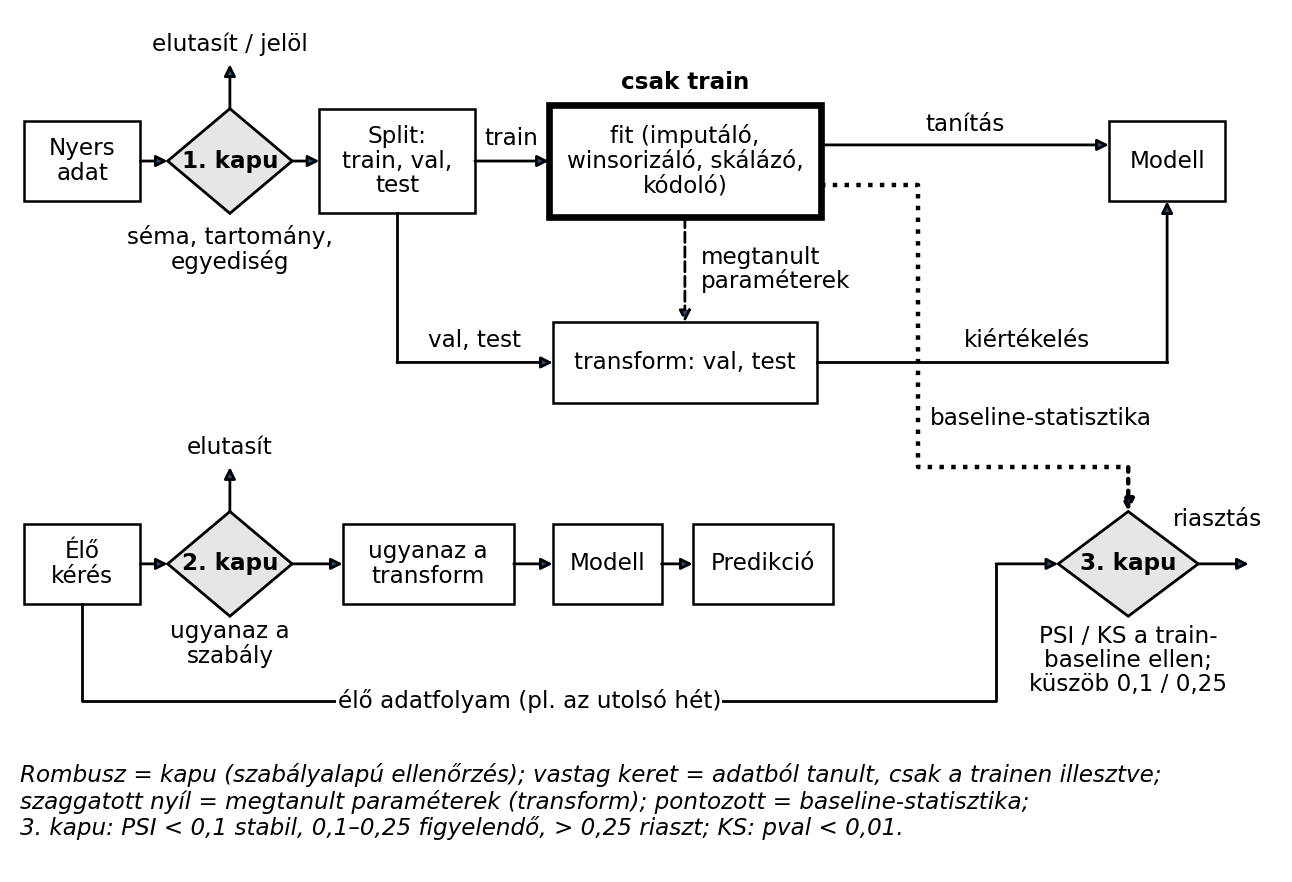 elutasít / jelöl
csak train
Nyers
adat
1. kapu
séma, tartomány,
egyediség
Split:
train, val,
test
train
fit (imputáló,
winsorizáló, skálázó,
kódoló)
tanítás
Modell
megtanult
paraméterek
val, test
transform: val, test
kiértékelés
baseline-statisztika
elutasít
Élő
kérés
2. kapu
ugyanaz a
szabály
ugyanaz a
transform
Modell
Predikció
riasztás
3. kapu
PSI / KS a train-
baseline ellen;
küszöb 0,1 / 0,25
élő adatfolyam (pl. az utolsó hét)
Rombusz = kapu (szabályalapú ellenőrzés); vastag keret = adatból tanult, csak a trainen illesztve;
szaggatott nyíl = megtanult paraméterek (transform); pontozott = baseline-statisztika;
3. kapu: PSI < 0,1 stabil, 0,1–0,25 figyelendő, > 0,25 riaszt; KS: pval < 0,01.